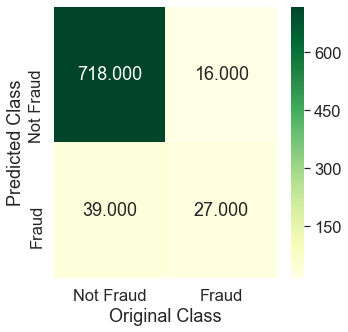 Predicted Class
Not Fraud
Fraud
718.000
16.000
39.000
27.000
Not Fraud
Fraud
Original Class
600
450
300
150